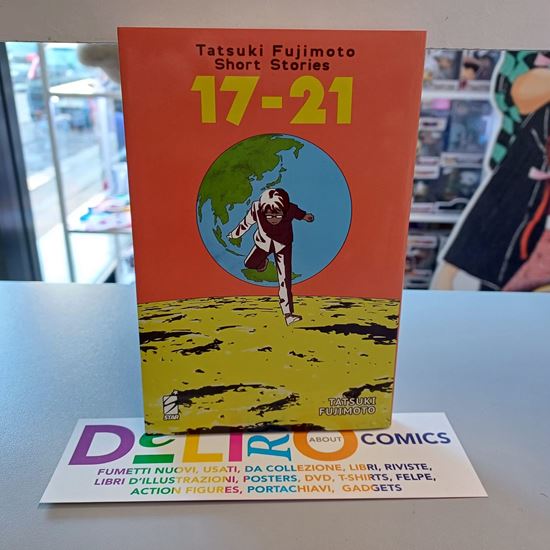 Tatsuki Fujimoto
Short Stories
17-21
STAR
TATSUKI
FUJIMOTO
DeLIRiO ABOUT COMICS
FUMETTI NUOVI, USATI, DA COLLEZIONE, LIBRI, RIVISTE,
LIBRI D'ILLUSTRAZIONI, POSTERS, DVD, T-SHIRTS, FELPE,
ACTION FIGURES, PORTACHIAVI, GADGETS